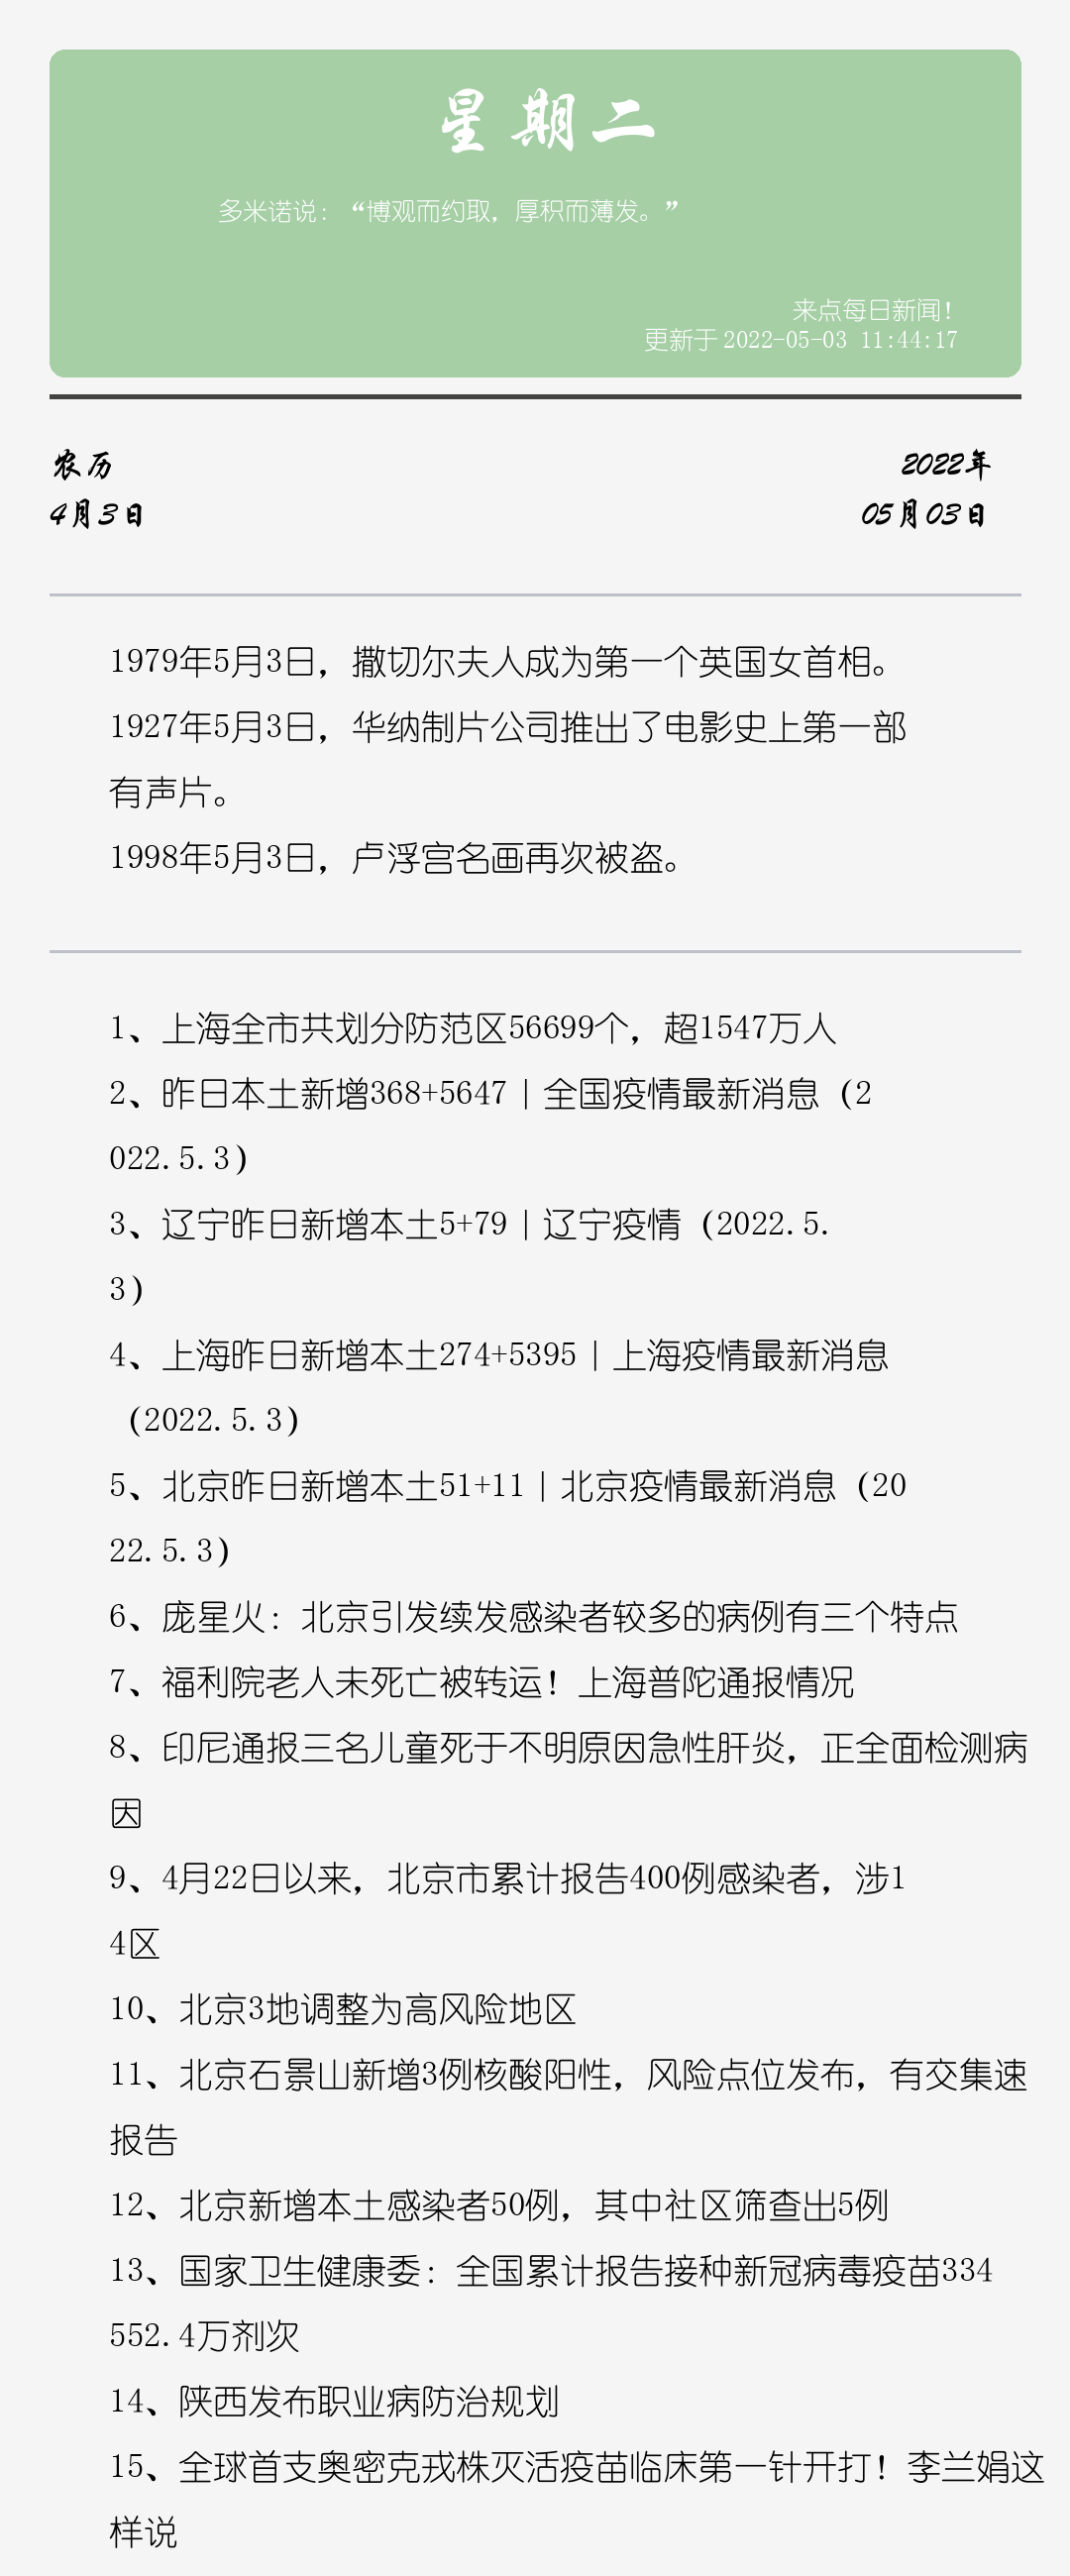 星期二
多米诺说：“博观而约取，厚积而薄发。”
来点每日新闻！
更新于 2022-05-03 11:44:17
农历
4月3日
2022年
05月03日
1979年5月3日，撒切尔夫人成为第一个英国女首相。
1927年5月3日，华纳制片公司推出了电影史上第一部
有声片。
1998年5月3日，卢浮宫名画再次被盗。
1、上海全市共划分防范区56699个，超1547万人
2、昨日本土新增368+5647｜全国疫情最新消息（2
022.5.3）
3、辽宁昨日新增本土5+79｜辽宁疫情（2022.5.
3）
4、上海昨日新增本土274+5395｜上海疫情最新消息
（2022.5.3）
5、北京昨日新增本土51+11｜北京疫情最新消息（20
22.5.3）
6、庞星火：北京引发续发感染者较多的病例有三个特点
7、福利院老人未死亡被转运！上海普陀通报情况
8、印尼通报三名儿童死于不明原因急性肝炎，正全面检测病
因
9、4月22日以来，北京市累计报告400例感染者，涉1
4区
10、北京3地调整为高风险地区
11、北京石景山新增3例核酸阳性，风险点位发布，有交集速
报告
12、北京新增本土感染者50例，其中社区筛查出5例
13、国家卫生健康委：全国累计报告接种新冠病毒疫苗334
552.4万剂次
14、陕西发布职业病防治规划
15、全球首支奥密克戎株灭活疫苗临床第一针开打！李兰娟这
样说